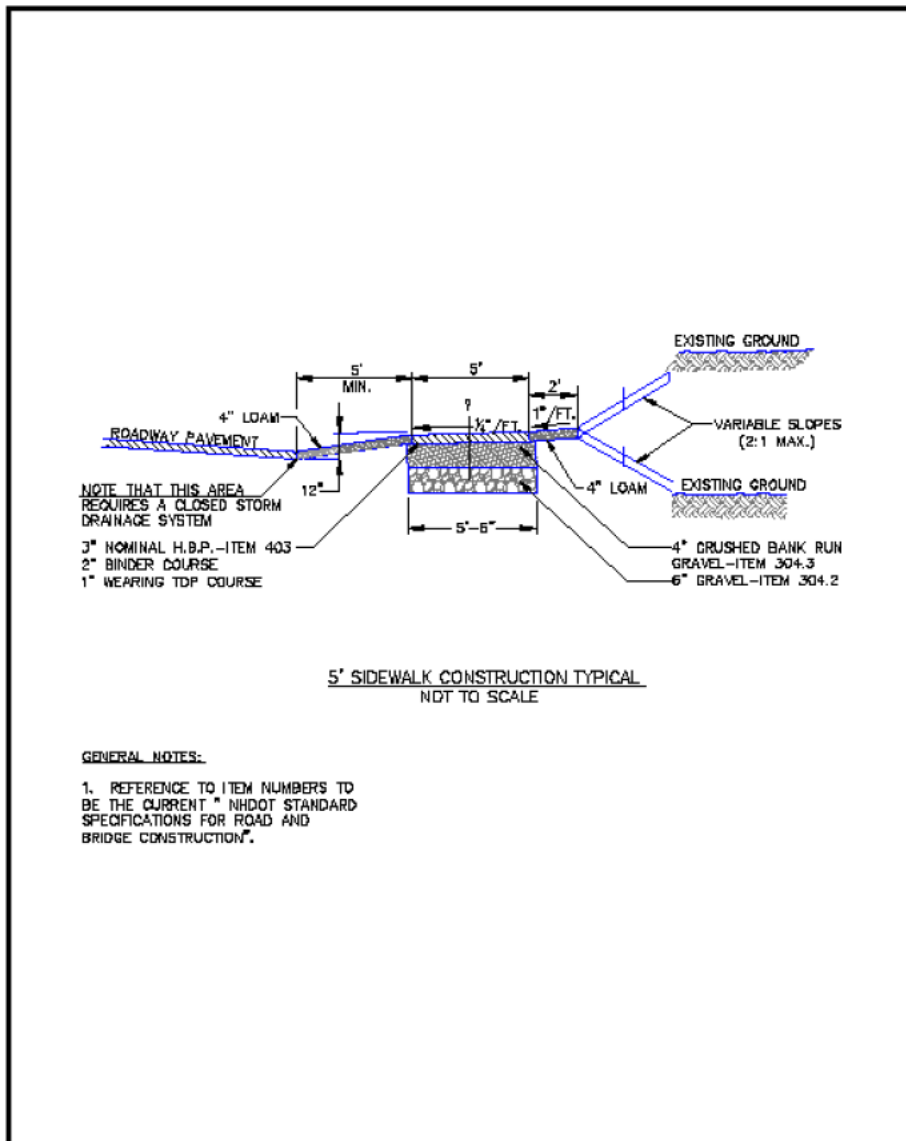 EXISTING GROUND
5'
MIN.
5'
2'
4" LOAM
1"/FT.
/FT.
ROADWAY PAVEMENT
VARIABLE SLOPES
(2:1 MAX.)
12"
4" LOAM
EXISTING GROUND
NOTE THAT THIS AREA
REQUIRES A CLOSED STORM
DRAINAGE SYSTEM
5'-6"
3" NOMINAL H.B.P.-ITEM 403
2" BINDER COURSE
1" WEARING TOP COURSE
4" CRUSHED BANK RUN
GRAVEL-ITEM 304.3
6" GRAVEL-ITEM 304.2
5' SIDEWALK CONSTRUCTION TYPICAL
NOT TO SCALE
GENERAL NOTES:
1. REFERENCE TO ITEM NUMBERS TO
BE THE CURRENT " NHDOT STANDARD
SPECIFICATIONS FOR ROAD AND
BRIDGE CONSTRUCTION".